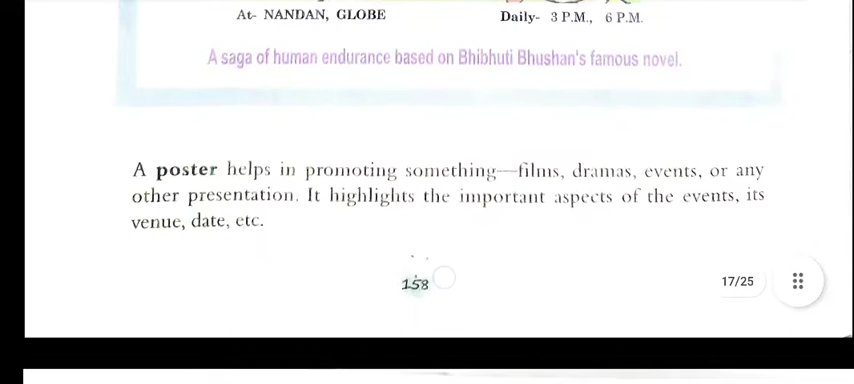 At- NANDAN, GLOBE Daily- 3 P.M., 6 P.M.
A saga of human endurance based on Bhibhuti Bhushan's famous novel.
A poster helps in promoting something—films, dramas, events, or any
other presentation. It highlights the important aspects of the events, its
venue, date, etc.
158
17/25